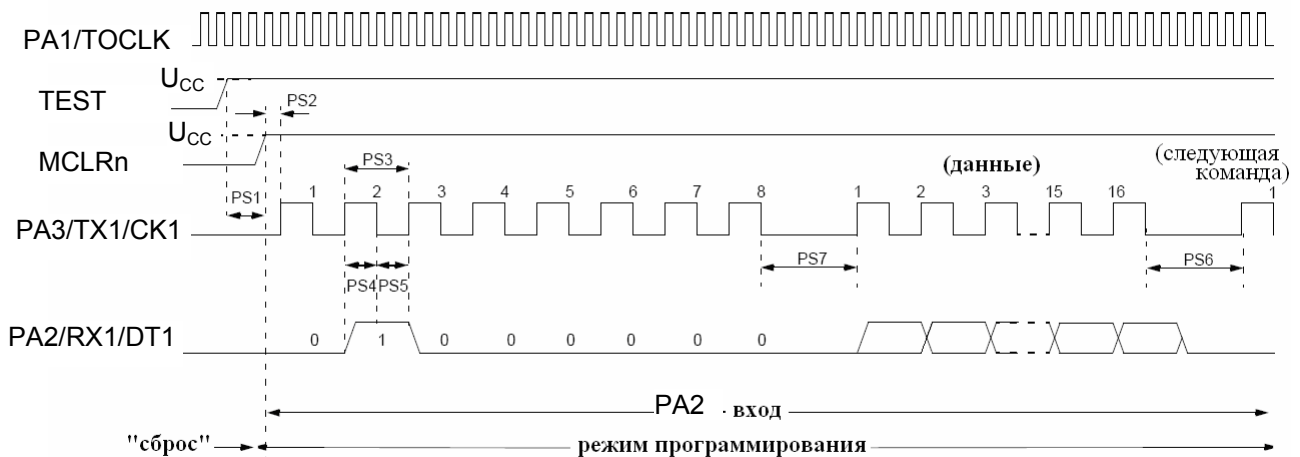 PA1/TOCLK
UCC
TEST
PS2
UCC
MCLRn
PS3
(данные)
(следующая
команда)
PS1
1 2 3 4 5 6 7 8 1 2 3 15 16 1
PA3/TX1/CK1
PS7
PS6
PS4 PS5
PA2/RX1/DT1
0 1 0 0 0 0 0 0
PA2 вход
"сброс"
режим программирования